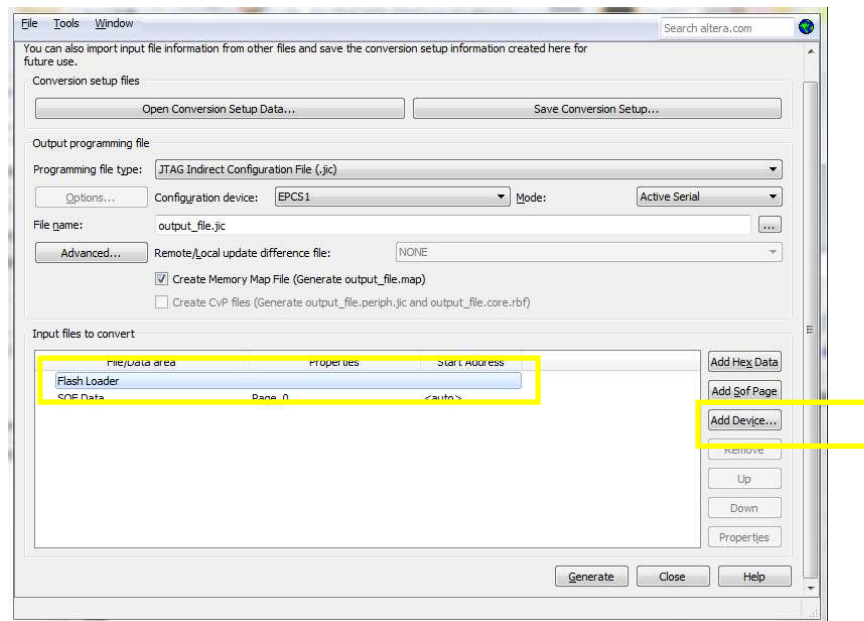 File Tools Window
Search altera.com
You can also import input file information from other files and save the conversion setup information created here for
future use.
Conversion setup files
Open Conversion Setup Data... Save Conversion Setup...
Output programming file
Programming file type: JTAG Indirect Configuration File (.jic)
Options... Configuration device: EPCS1 Mode: Active Serial
File name: output_file.jic ...
Advanced... Remote/Local update difference file: NONE
Create Memory Map File (Generate output_file.map)
Create CvP files (Generate output_file.periph.jic and output_file.core.rbf)
Input files to convert
File/Data area Properties Start Address
Flash Loader
SOF Data Page_0 <auto>
Add Hex Data
Add Sof Page
Add Device...
Remove
Up
Down
Properties
Generate Close Help